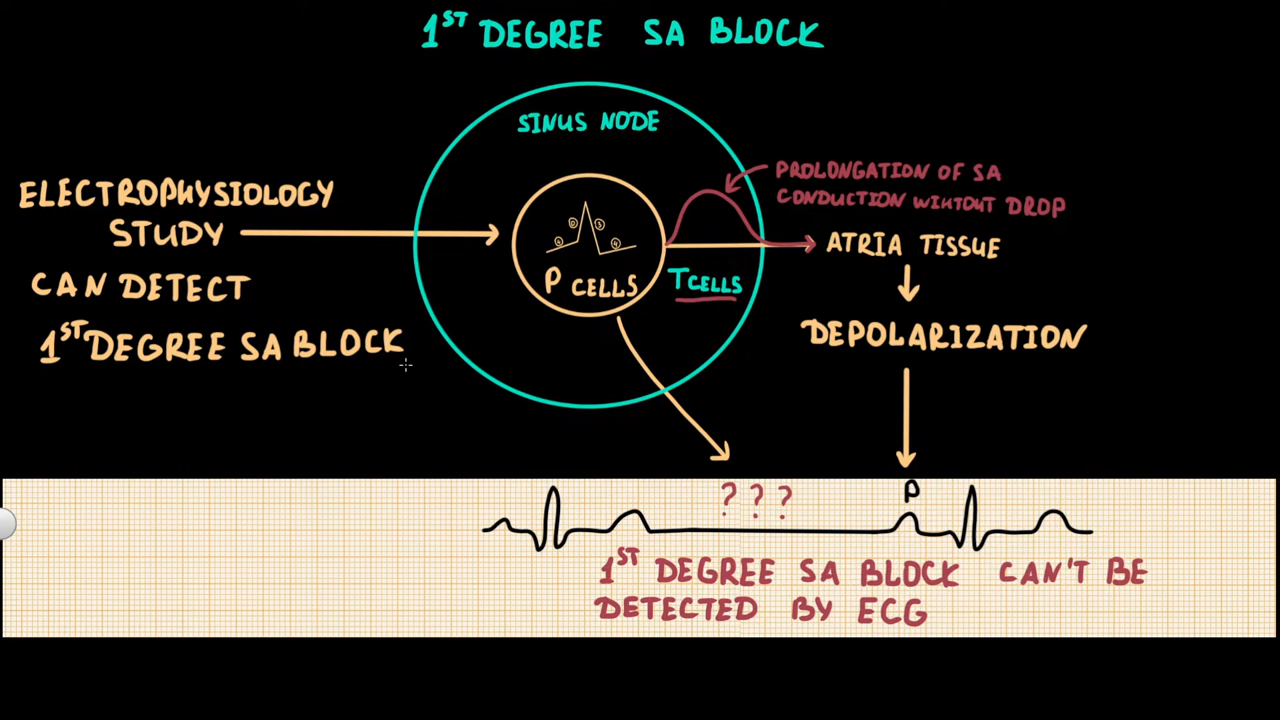 1ST DEGREE SA BLOCK
SINUS NODE
ELECTROPHYSIOLOGY
STUDY
CAN DETECT
1ST DEGREE SA BLOCK
P CELLS
T CELLS
PROLONGATION OF SA
CONDUCTION WITHOUT DROP
ATRIA TISSUE
DEPOLARIZATION
? ? ?
P
1ST DEGREE SA BLOCK CAN'T BE
DETECTED BY ECG